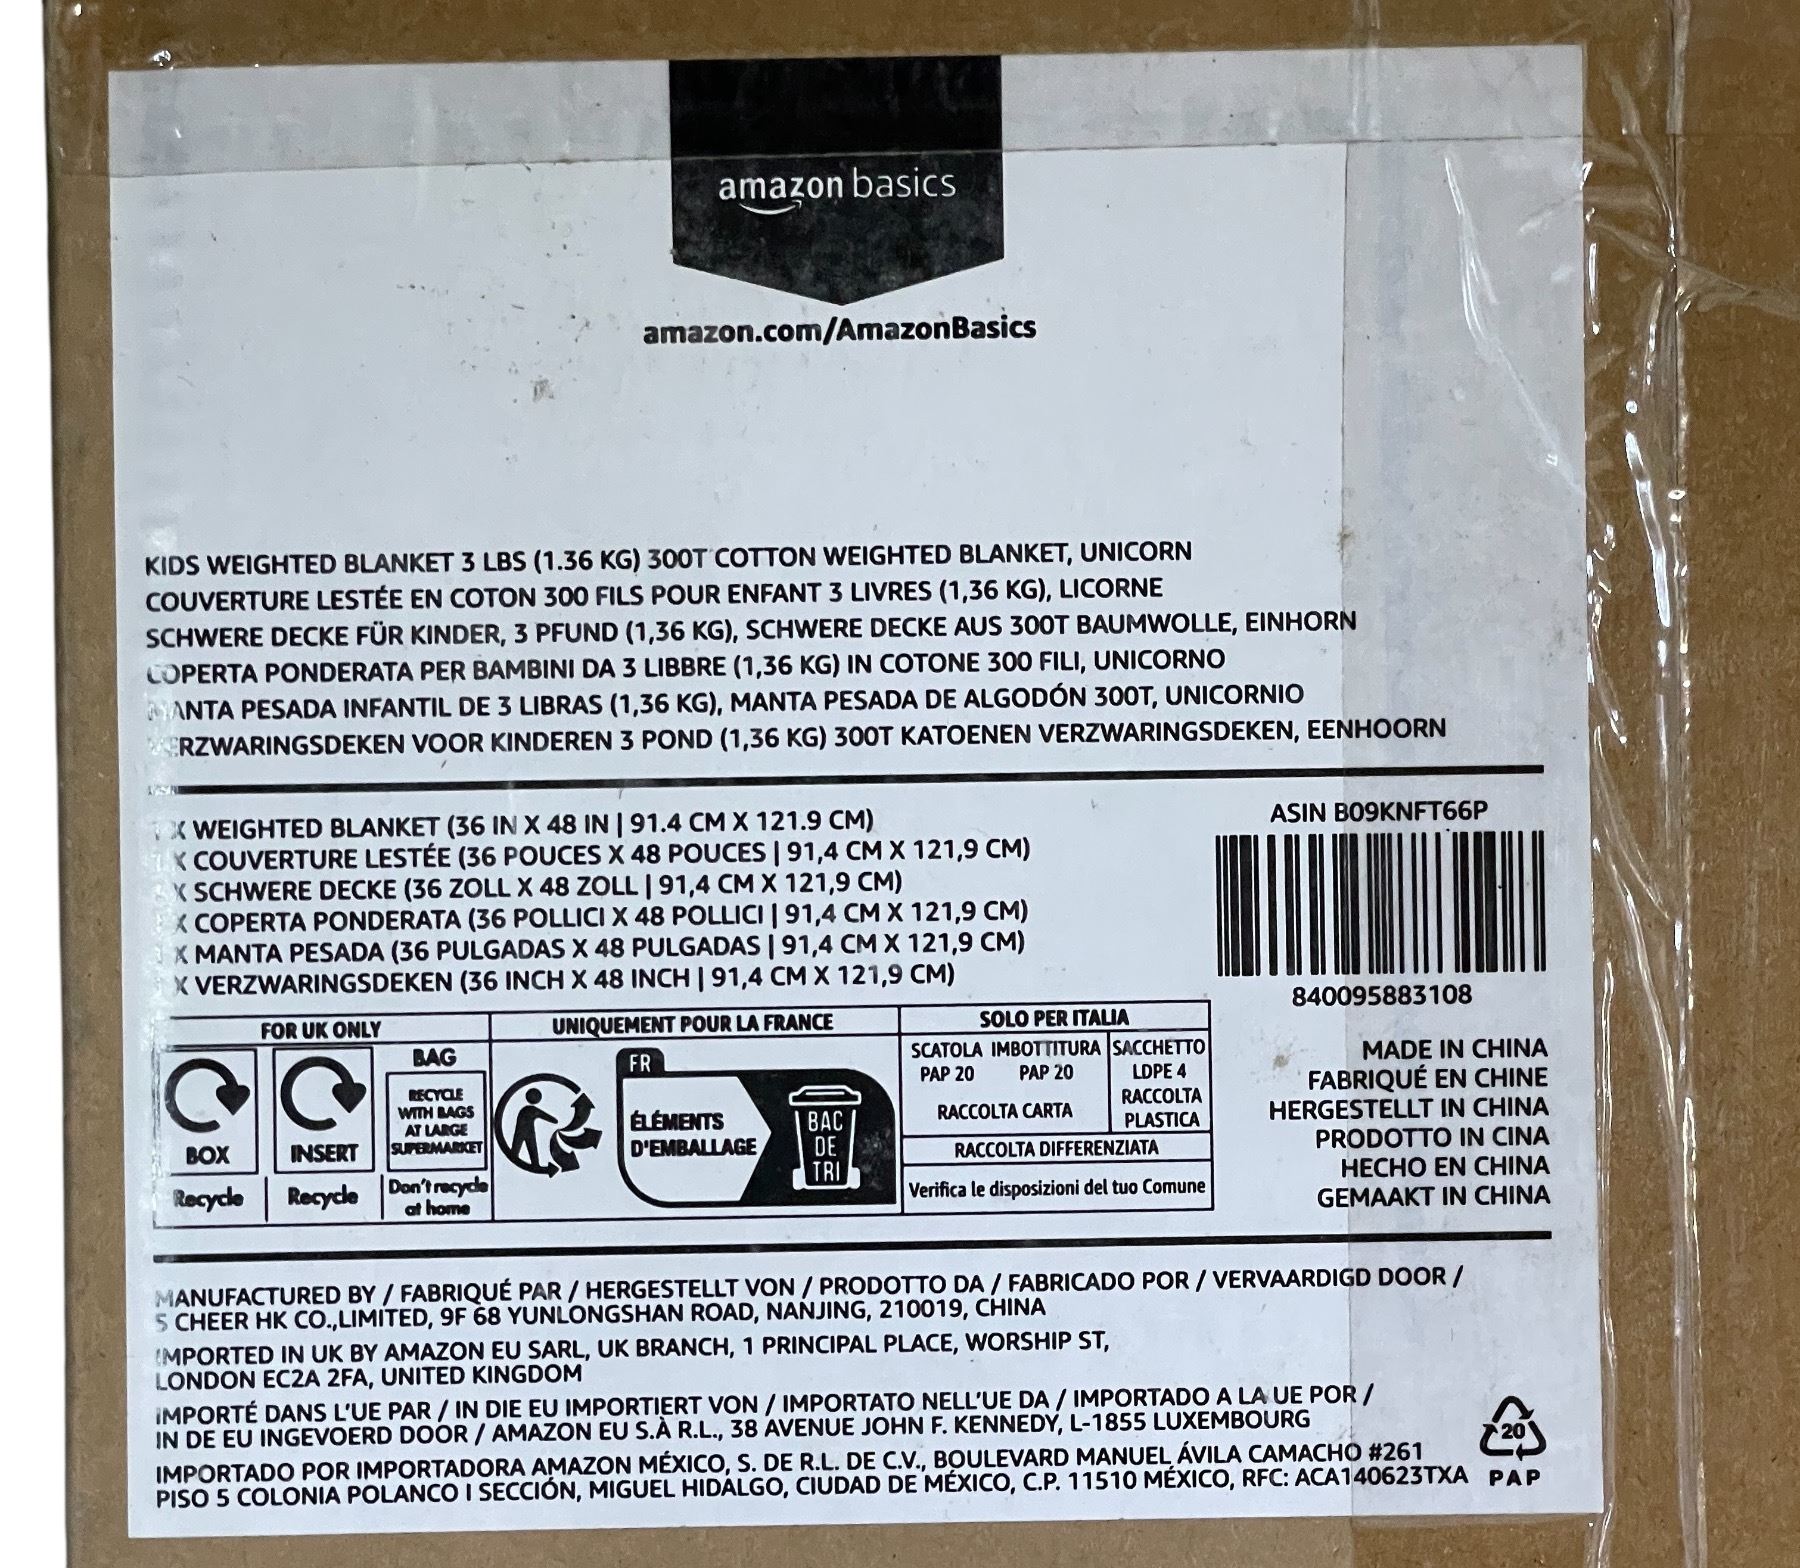 amazon basics
amazon.com/AmazonBasics
KIDS WEIGHTED BLANKET 3 LBS (1.36 KG) 300T COTTON WEIGHTED BLANKET, UNICORN
COUVERTURE LESTÉE EN COTON 300 FILS POUR ENFANT 3 LIVRES (1,36 KG), LICORNE
SCHWERE DECKE FÜR KINDER, 3 PFUND (1,36 KG), SCHWERE DECKE AUS 300T BAUMWOLLE, EINHORN
COPERTA PONDERATA PER BAMBINI DA 3 LIBBRE (1,36 KG) IN COTONE 300 FILI, UNICORNO
MANTA PESADA INFANTIL DE 3 LIBRAS (1,36 KG), MANTA PESADA DE ALGODÓN 300T, UNICORNIO
ERZWARINGSDEKEN VOOR KINDEREN 3 POND (1,36 KG) 300T KATOENEN VERZWARINGSDEKEN, EENHOORN
X WEIGHTED BLANKET (36 IN X 48 IN | 91.4 CM X 121.9 CM)
X COUVERTURE LESTÉE (36 POUCES X 48 POUCES | 91,4 CM X 121,9 CM)
X SCHWERE DECKE (36 ZOLL X 48 ZOLL | 91,4 CM X 121,9 CM)
X COPERTA PONDERATA (36 POLLICI X 48 POLLICI | 91,4 CM X 121,9 CM)
X MANTA PESADA (36 PULGADAS X 48 PULGADAS | 91,4 CM X 121,9 CM)
X VERZWARINGSDEKEN (36 INCH X 48 INCH | 91,4 CM X 121,9 CM)
ASIN B09KNFT66P
840095883108
FOR UK ONLY
BOX
Recycle
INSERT
Recycle
BAG
RECYCLE
WITH BAGS
AT LARGE
SUPERMARKET
Don't recycle
at home
UNIQUEMENT POUR LA FRANCE
FR
ÉLÉMENTS
D'EMBALLAGE
BAC
DE
TRI
SOLO PER ITALIA
SCATOLA IMBOTTITURA SACCHETTO
PAP 20 PAP 20 LDPE 4
RACCOLTA CARTA
RACCOLTA
PLASTICA
RACCOLTA DIFFERENZIATA
Verifica le disposizioni del tuo Comune
MADE IN CHINA
FABRIQUÉ EN CHINE
HERGESTELLT IN CHINA
PRODOTTO IN CINA
HECHO EN CHINA
GEMAAKT IN CHINA
MANUFACTURED BY / FABRIQUÉ PAR / HERGESTELLT VON / PRODOTTO DA / FABRICADO POR / VERVAARDIGD DOOR /
S CHEER HK CO.,LIMITED, 9F 68 YUNLONGSHAN ROAD, NANJING, 210019, CHINA
IMPORTED IN UK BY AMAZON EU SARL, UK BRANCH, 1 PRINCIPAL PLACE, WORSHIP ST,
LONDON EC2A 2FA, UNITED KINGDOM
IMPORTÉ DANS L'UE PAR / IN DIE EU IMPORTIERT VON / IMPORTATO NELL'UE DA / IMPORTADO A LA UE POR /
IN DE EU INGEVOERD DOOR / AMAZON EU S.À R.L., 38 AVENUE JOHN F. KENNEDY, L-1855 LUXEMBOURG
IMPORTADO POR IMPORTADORA AMAZON MÉXICO, S. DE R.L. DE C.V., BOULEVARD MANUEL ÁVILA CAMACHO #261
PISO 5 COLONIA POLANCO I SECCIÓN, MIGUEL HIDALGO, CIUDAD DE MÉXICO, C.P. 11510 MÉXICO, RFC: ACA140623TXA
20
PAP